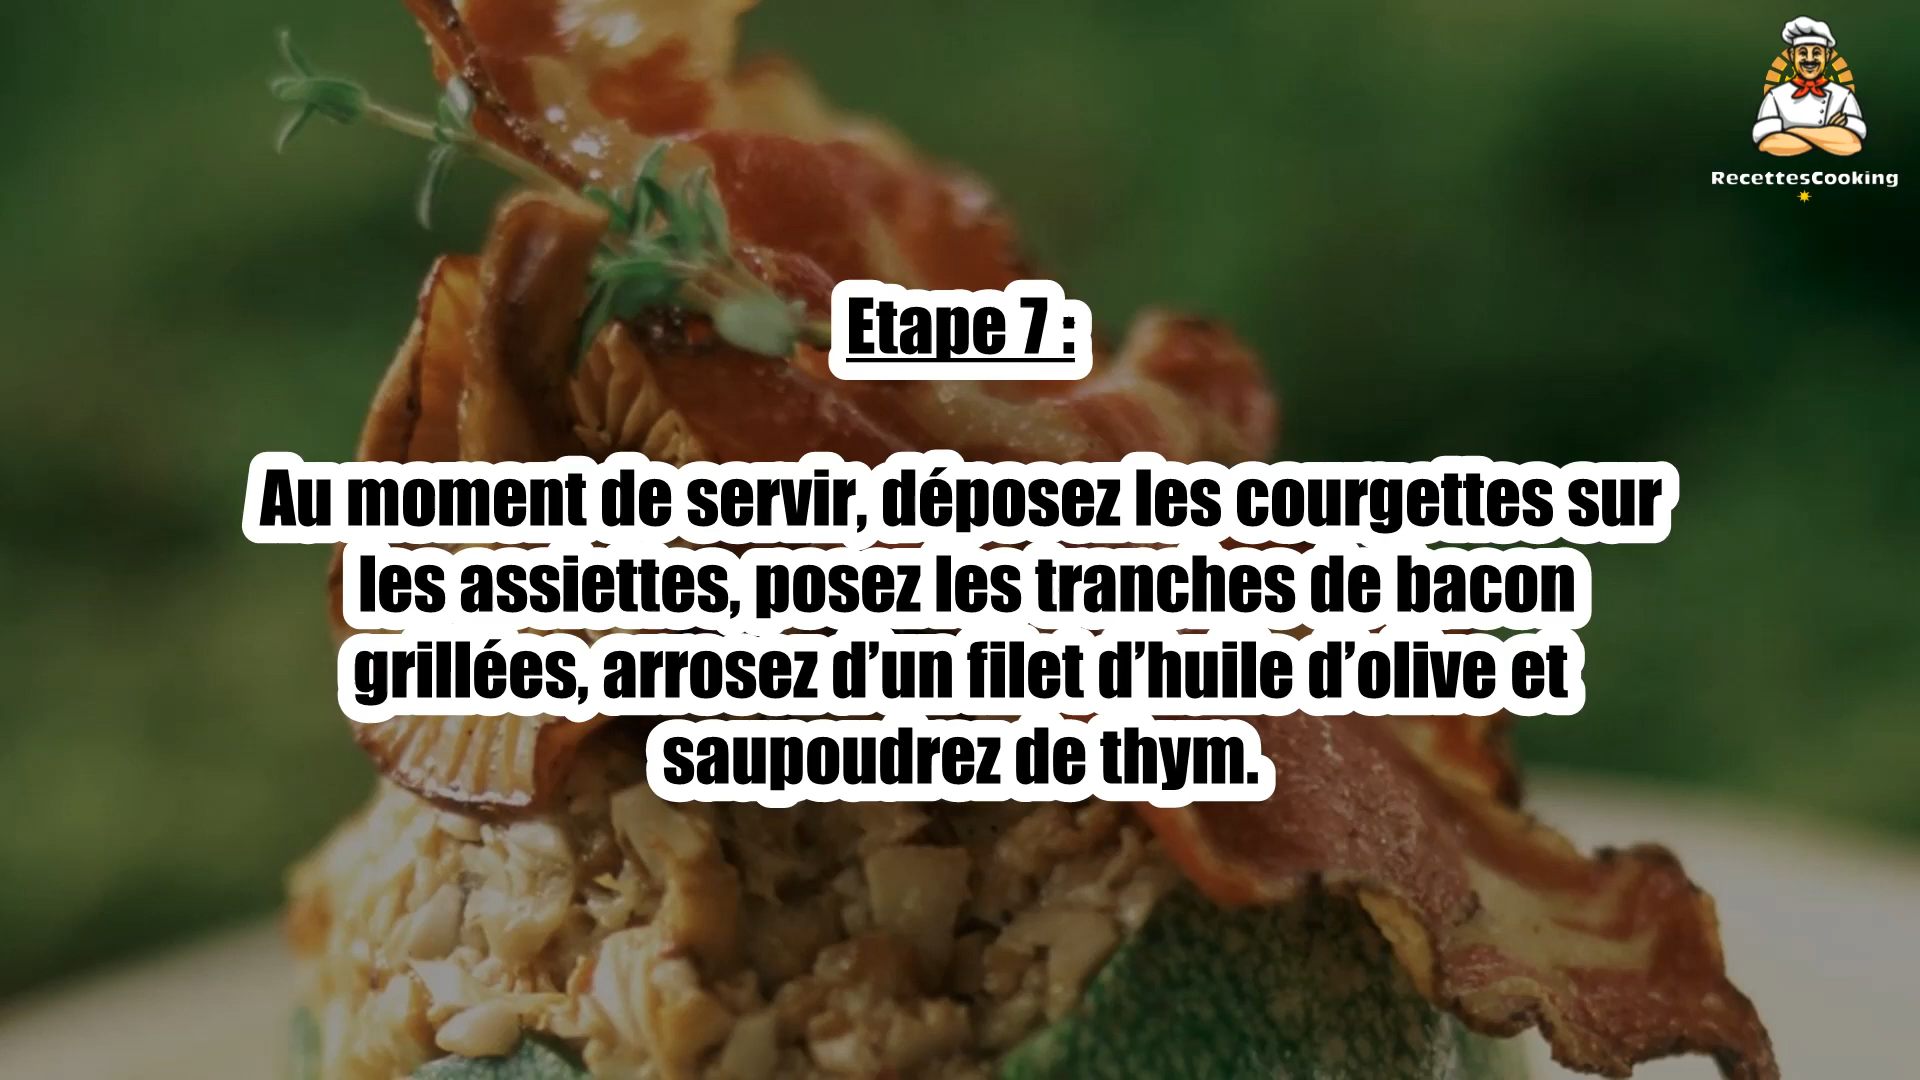 RecettesCooking
Etape 7 :
Au moment de servir, déposez les courgettes sur
les assiettes, posez les tranches de bacon
grillées, arrosez d’un filet d’huile d’olive et
saupoudrez de thym.